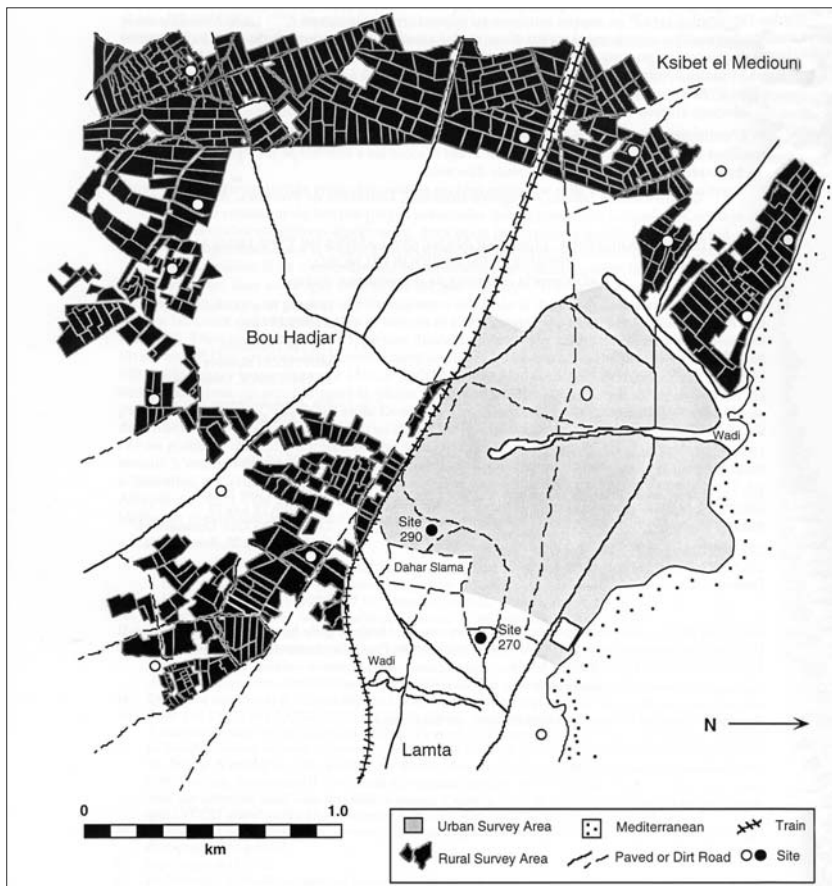 Ksibet el Mediouni
Bou Hadjar
Wadi
Site
290
Dahar Slama
Site
270
Wadi
N
Lamta
0
1.0
km
Urban Survey Area
Mediterranean
Train
Rural Survey Area
Paved or Dirt Road
Site